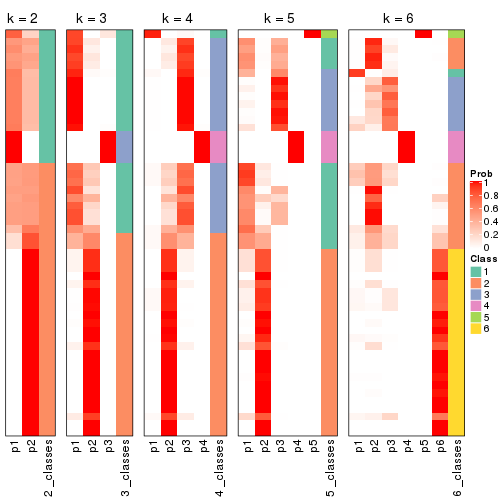 k = 2
k = 3
k = 4
k = 5
k = 6
Prob
1
0.8
0.6
0.4
0.2
0
Class
1
2
3
4
5
6
p1
p2
2_classes
p1
p2
p3
3_classes
p1
p2
p3
p4
4_classes
p1
p2
p3
p4
p5
5_classes
p1
p2
p3
p4
p5
p6
6_classes